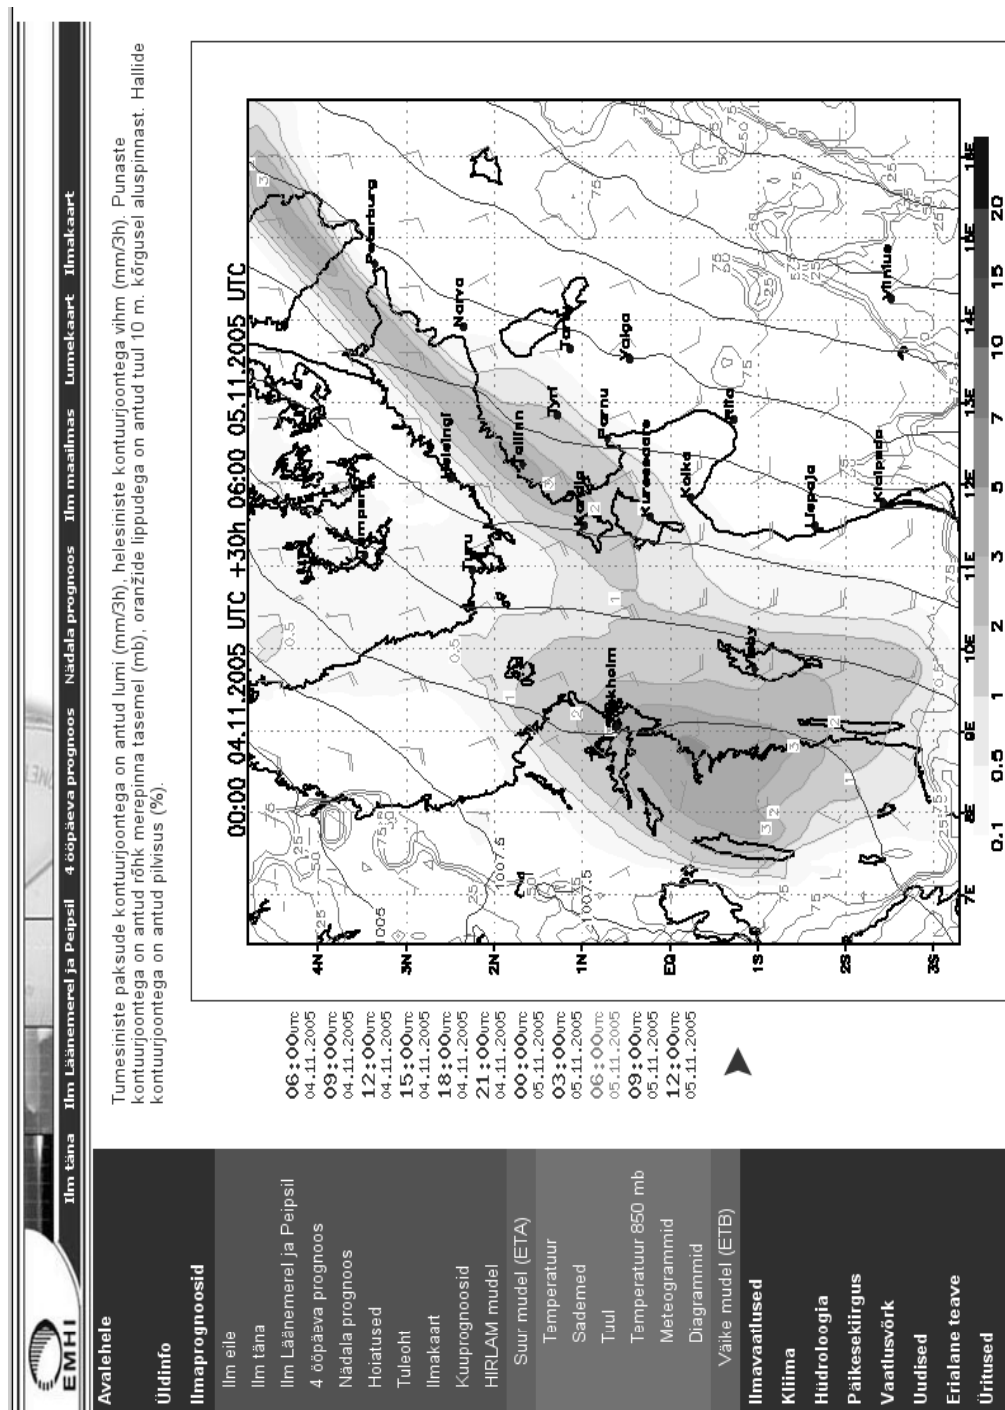 EMHI
Ilm täna Ilm Läänemerel ja Peipsil 4 ööpäeva prognoos Nädala prognoos Ilm maailmas Lumekaart Ilmakaart
Avalehele
Üldinfo
Ilmaprognoosid
Ilm eile
Ilm täna
Ilm Läänemerel ja Peipsil
4 ööpäeva prognoos
Nädala prognoos
Hoiatused
Tuleoht
Ilmakaart
Kuuprognoosid
HIRLAM mudel
Suur mudel (ETA)
Temperatuur
Sademed
Tuul
Temperatuur 850 mb
Meteogrammid
Diagrammid
Väike mudel (ETB)
Ilmavaatlused
Kliima
Hüdroloogia
Päikesekiirgus
Vaatlusvõrk
Uudised
Erialane teave
Üritused
Tumesiniste paksude kontuurjoontega on antud lumi (mm/3h), helesiniste kontuurjoontega vihm (mm/3h). Punaste
kontuurjoontega on antud rõhk merepinna tasemel (mb), oranžide lippudega on antud tuul 10 m. kõrgusel aluspinnast. Hallide
kontuurjoontega on antud pilvisus (%).
06:00UTC
04.11.2005
09:00UTC
04.11.2005
12:00UTC
04.11.2005
15:00UTC
04.11.2005
18:00UTC
04.11.2005
21:00UTC
04.11.2005
00:00UTC
05.11.2005
03:00UTC
05.11.2005
06:00UTC
05.11.2005
09:00UTC
05.11.2005
12:00UTC
05.11.2005
00:00 04.11.2005 UTC +30h 06:00 05.11.2005 UTC
4N
3N
2N
1N
EQ
1S
2S
3S
Peterburg
Narva
Helsingi
Tallinn
Tampere
Turu
Türi
Tartu
Valga
Pärnu
Kärdla
Kuressaare
Kolka
Riia
Liepaja
Klaipeda
Vilnius
Visby
1005
1007.5
1007.5
7E 8E 9E 10E 11E 12E 13E 14E 15E 16E
0.1 0.5 1 2 3 5 7 10 15 20